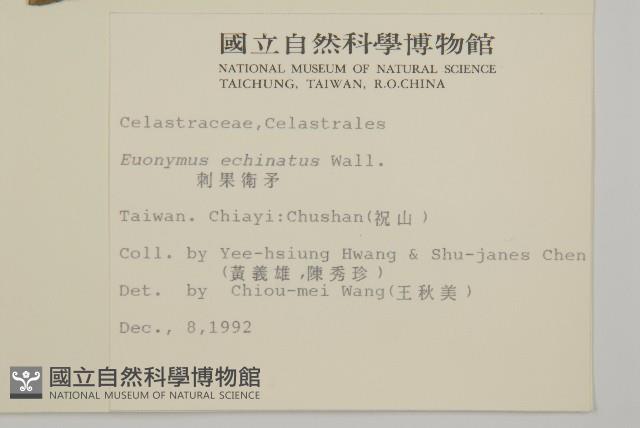 國立自然科學博物館
NATIONAL MUSEUM OF NATURAL SCIENCE
TAICHUNG, TAIWAN, R.O.CHINA
Celastraceae,Celastrales
Euonymus echinatus Wall.
刺果衛矛
Taiwan. Chiayi:Chushan(祝山)
Coll. by Yee-hsiung Hwang & Shu-janes Chen
(黃義雄,陳秀珍)
Det. by Chiou-mei Wang(王秋美)
Dec., 8,1992
國立自然科學博物館
NATIONAL MUSEUM OF NATURAL SCIENCE